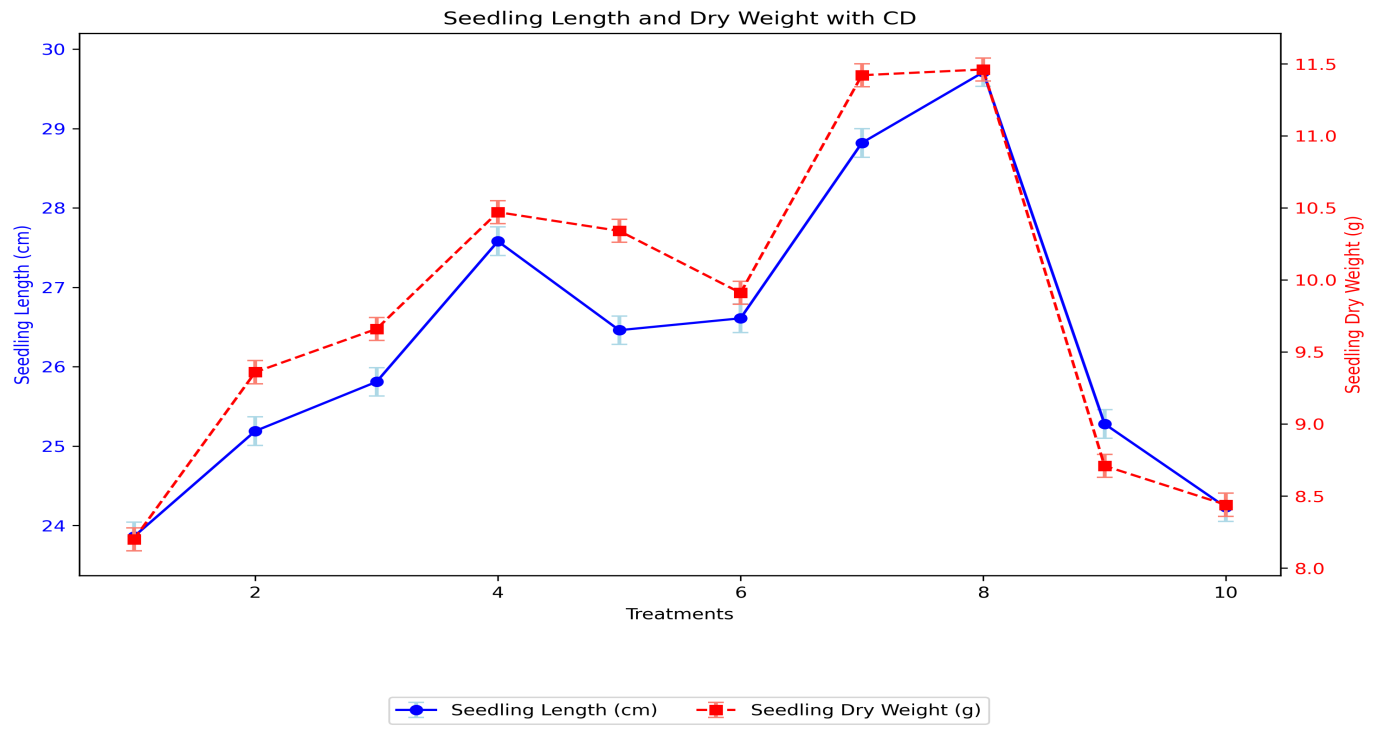 Seedling Length and Dry Weight with CD
30
29
28
27
26
25
24
Seedling Length (cm)
11.5
11.0
10.5
10.0
9.5
9.0
8.5
8.0
Seedling Dry Weight (g)
2 4 6 8 10
Treatments
Seedling Length (cm) Seedling Dry Weight (g)